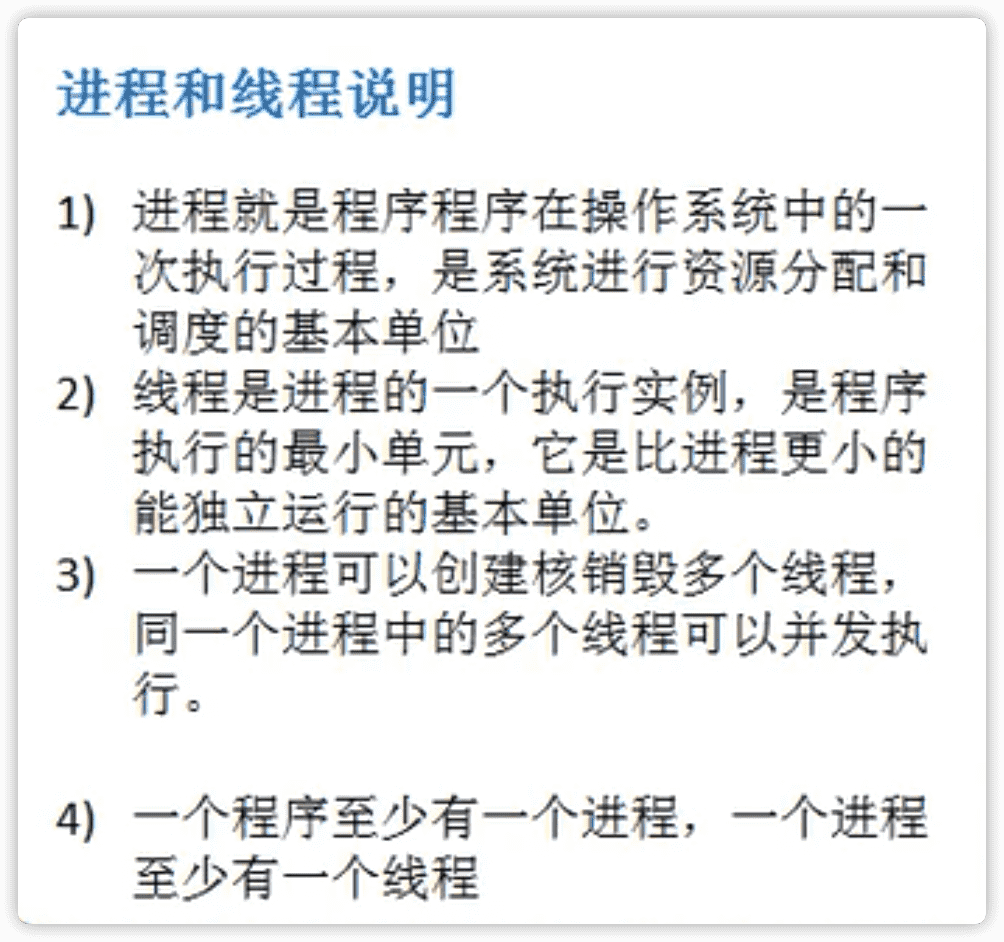 进程和线程说明
1) 进程就是程序程序在操作系统中的一
次执行过程，是系统进行资源分配和
调度的基本单位
2) 线程是进程的一个执行实例，是程序
执行的最小单元，它是比进程更小的
能独立运行的基本单位。
3) 一个进程可以创建核销毁多个线程，
同一个进程中的多个线程可以并发执
行。
4) 一个程序至少有一个进程，一个进程
至少有一个线程